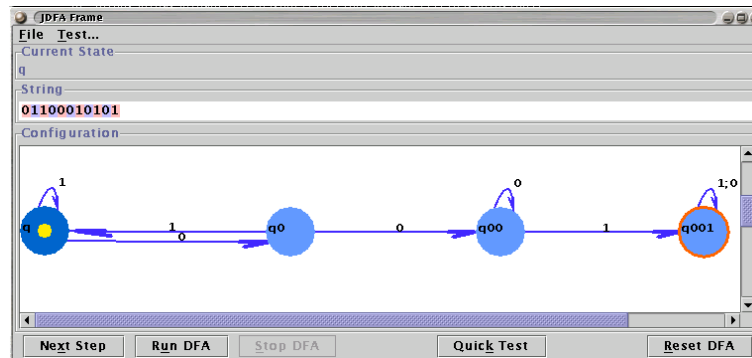 JDFA Frame
File Test...
Current State
q
String
01100010101
Configuration
1 0 1;0
q 1 q0 0 q00 1 q001
0
Next Step Run DFA Stop DFA Quick Test Reset DFA